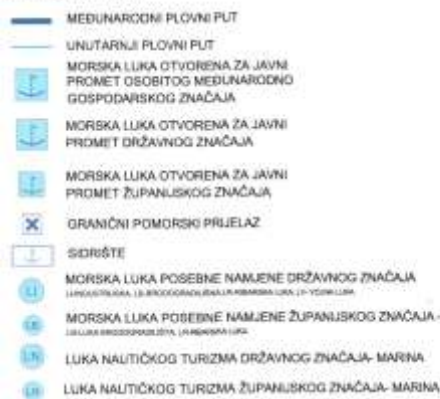 MEĐUNARODNI PLOVNI PUT
UNUTARNJI PLOVNI PUT
MORSKA LUKA OTVORENA ZA JAVNI
PROMET OSOBITOG MEĐUNARODNO
GOSPODARSKOG ZNAČAJA
MORSKA LUKA OTVORENA ZA JAVNI
PROMET DRŽAVNOG ZNAČAJA
MORSKA LUKA OTVORENA ZA JAVNI
PROMET ŽUPANIJSKOG ZNAČAJA
GRANIČNI POMORSKI PRIJELAZ
SIDRIŠTE
MORSKA LUKA POSEBNE NAMJENE DRŽAVNOG ZNAČAJA
MORSKA LUKA POSEBNE NAMJENE ŽUPANIJSKOG ZNAČAJA -
LN LUKA NAUTIČKOG TURIZMA DRŽAVNOG ZNAČAJA- MARINA
LN LUKA NAUTIČKOG TURIZMA ŽUPANIJSKOG ZNAČAJA- MARINA